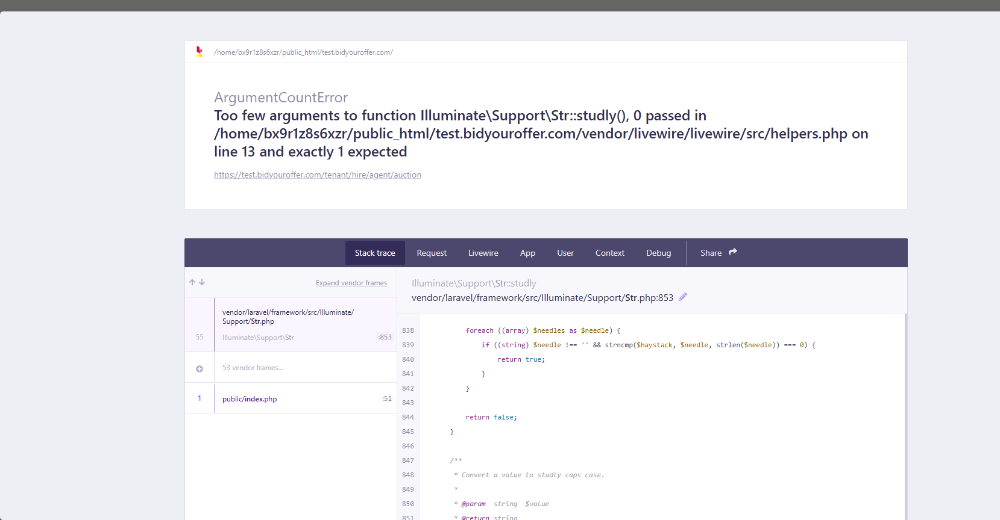 /home/bx9r1z8s6xzr/public_html/test.bidyouroffer.com/
ArgumentCountError
Too few arguments to function Illuminate\Support\Str::studly(), 0 passed in
/home/bx9r1z8s6xzr/public_html/test.bidyouroffer.com/vendor/livewire/livewire/src/helpers.php on
line 13 and exactly 1 expected
https://test.bidyouroffer.com/tenant/hire/agent/auction
Stack trace Request Livewire App User Context Debug Share
Expand vendor frames
vendor/laravel/framework/src/Illuminate/
Support/Str.php
55 Illuminate\Support\Str :853
53 vendor frames...
1 public/index.php :51
Illuminate\Support\Str::studly
vendor/laravel/framework/src/Illuminate/Support/Str.php:853
838 foreach ((array) $needles as $needle) {
839 if ((string) $needle !== '' && strncmp($haystack, $needle, strlen($needle)) === 0) {
840 return true;
841 }
842 }
843
844 return false;
845 }
846
847 /**
848 * Convert a value to studly caps case.
849 *
850 * @param string $value
851 * @return string